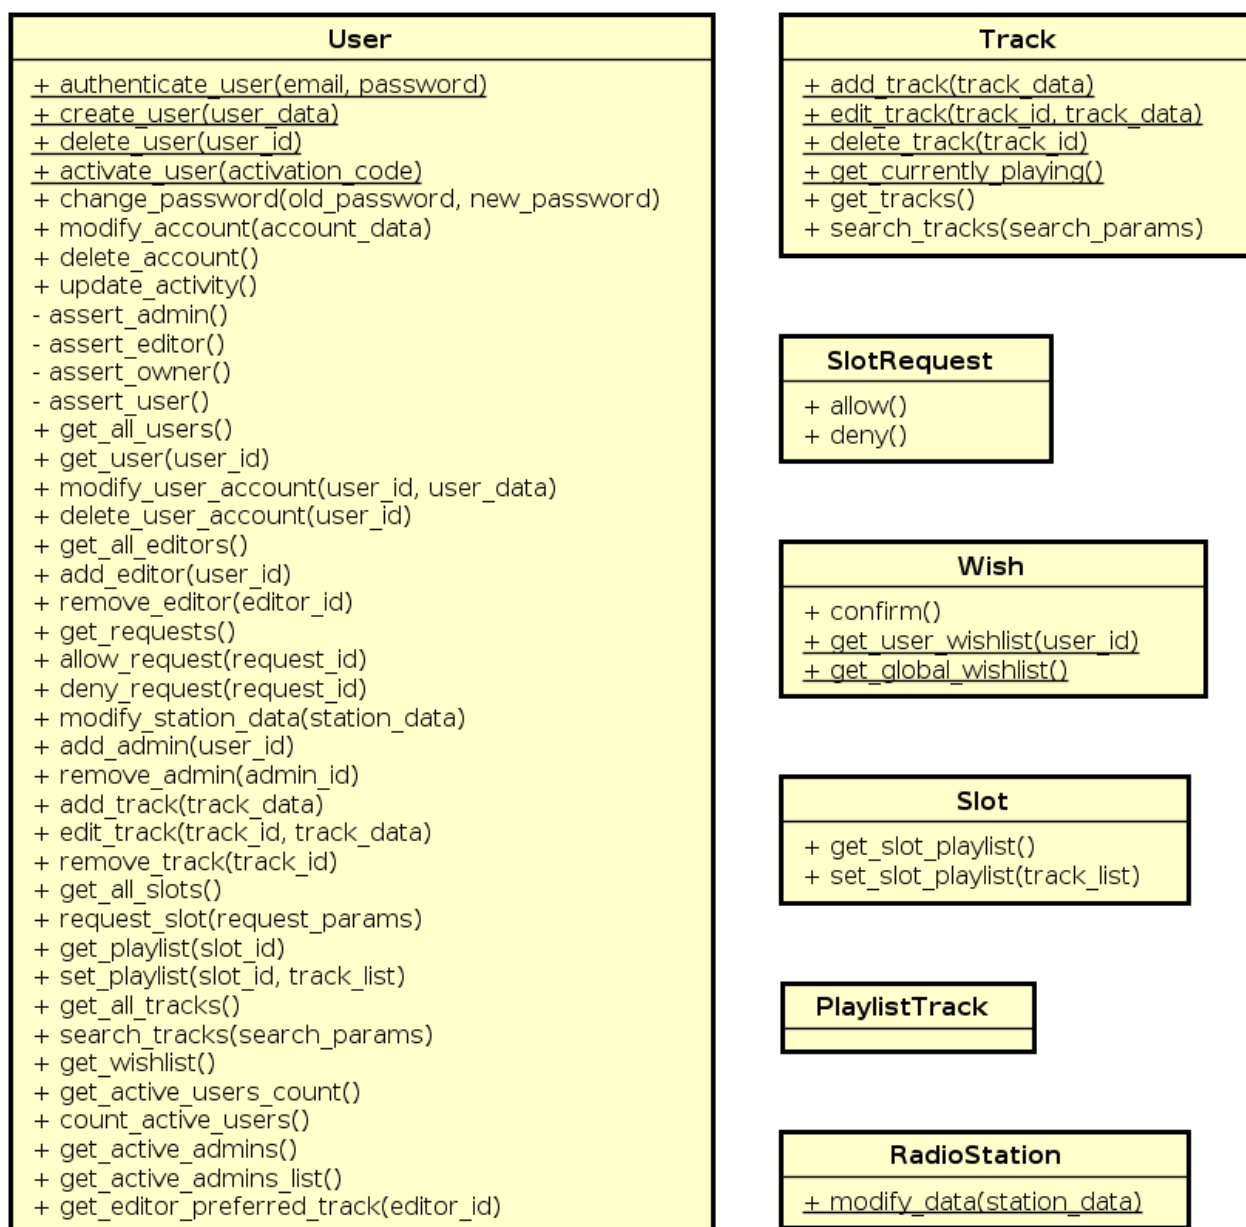 User
+ authenticate_user(email, password)
+ create_user(user_data)
+ delete_user(user_id)
+ activate_user(activation_code)
+ change_password(old_password, new_password)
+ modify_account(account_data)
+ delete_account()
+ update_activity()
- assert_admin()
- assert_editor()
- assert_owner()
- assert_user()
+ get_all_users()
+ get_user(user_id)
+ modify_user_account(user_id, user_data)
+ delete_user_account(user_id)
+ get_all_editors()
+ add_editor(user_id)
+ remove_editor(editor_id)
+ get_requests()
+ allow_request(request_id)
+ deny_request(request_id)
+ modify_station_data(station_data)
+ add_admin(user_id)
+ remove_admin(admin_id)
+ add_track(track_data)
+ edit_track(track_id, track_data)
+ remove_track(track_id)
+ get_all_slots()
+ request_slot(request_params)
+ get_playlist(slot_id)
+ set_playlist(slot_id, track_list)
+ get_all_tracks()
+ search_tracks(search_params)
+ get_wishlist()
+ get_active_users_count()
+ count_active_users()
+ get_active_admins()
+ get_active_admins_list()
+ get_editor_preferred_track(editor_id)
Track
+ add_track(track_data)
+ edit_track(track_id, track_data)
+ delete_track(track_id)
+ get_currently_playing()
+ get_tracks()
+ search_tracks(search_params)
SlotRequest
+ allow()
+ deny()
Wish
+ confirm()
+ get_user_wishlist(user_id)
+ get_global_wishlist()
Slot
+ get_slot_playlist()
+ set_slot_playlist(track_list)
PlaylistTrack
RadioStation
+ modify_data(station_data)